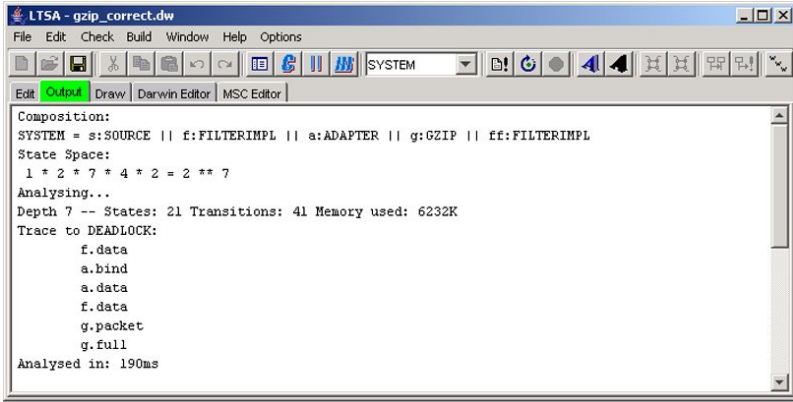 LTSA - gzip_correct.dw
File Edit Check Build Window Help Options
SYSTEM
Edit Output Draw Darwin Editor MSC Editor
Composition:
SYSTEM = s:SOURCE || f:FILTERIMPL || a:ADAPTER || g:GZIP || ff:FILTERIMPL
State Space:
1 * 2 * 7 * 4 * 2 = 2 ** 7
Analysing...
Depth 7 -- States: 21 Transitions: 41 Memory used: 6232K
Trace to DEADLOCK:
f.data
a.bind
a.data
f.data
g.packet
g.full
Analysed in: 190ms